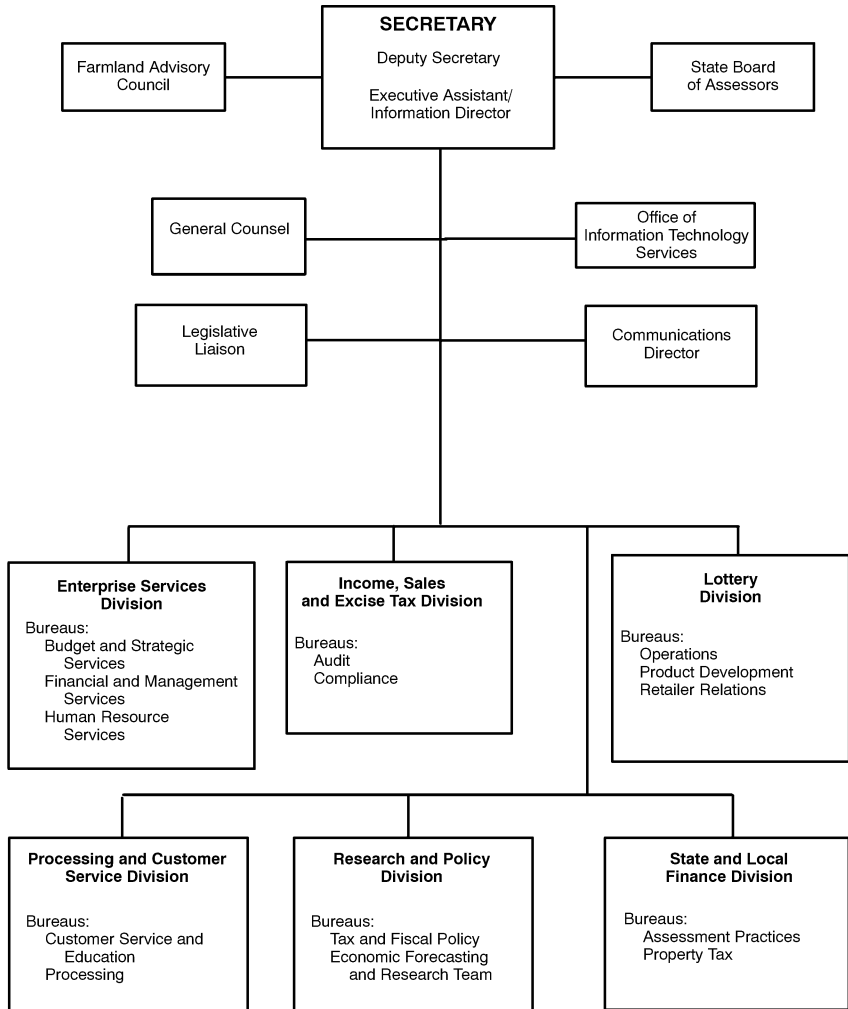 SECRETARY
Deputy Secretary
Executive Assistant/
Information Director
Farmland Advisory
Council
State Board
of Assessors
General Counsel
Office of
Information Technology
Services
Legislative
Liaison
Communications
Director
Enterprise Services
Division
Bureaus:
Budget and Strategic
Services
Financial and Management
Services
Human Resource
Services
Income, Sales
and Excise Tax Division
Bureaus:
Audit
Compliance
Lottery
Division
Bureaus:
Operations
Product Development
Retailer Relations
Processing and Customer
Service Division
Bureaus:
Customer Service and
Education
Processing
Research and Policy
Division
Bureaus:
Tax and Fiscal Policy
Economic Forecasting
and Research Team
State and Local
Finance Division
Bureaus:
Assessment Practices
Property Tax